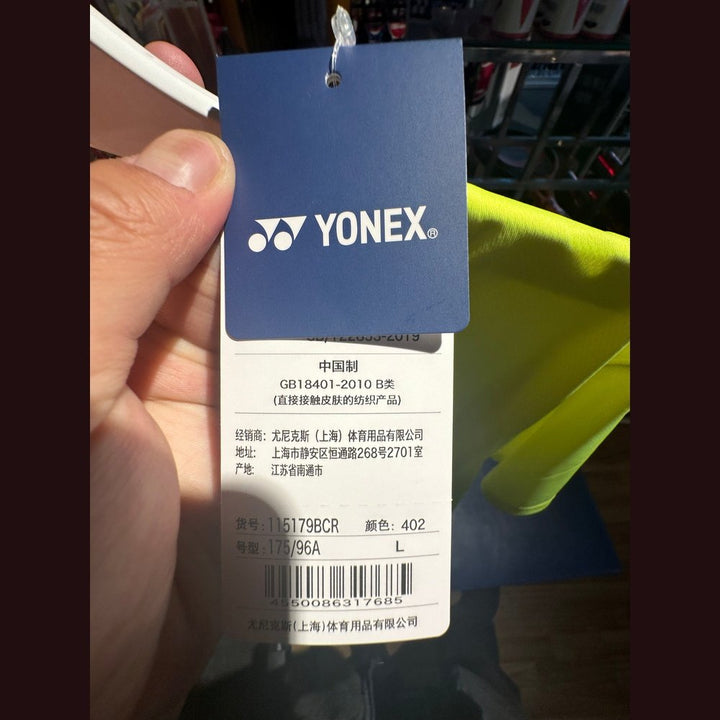 YONEX®
GB/T22853-2019
中国制
GB18401-2010 B类
(直接接触皮肤的纺织产品)
经销商: 尤尼克斯（上海）体育用品有限公司
地址: 上海市静安区恒通路268号2701室
产地: 江苏省南通市
货号: 115179BCR 颜色: 402
号型: 175/96A L
4550086317685
尤尼克斯(上海)体育用品有限公司